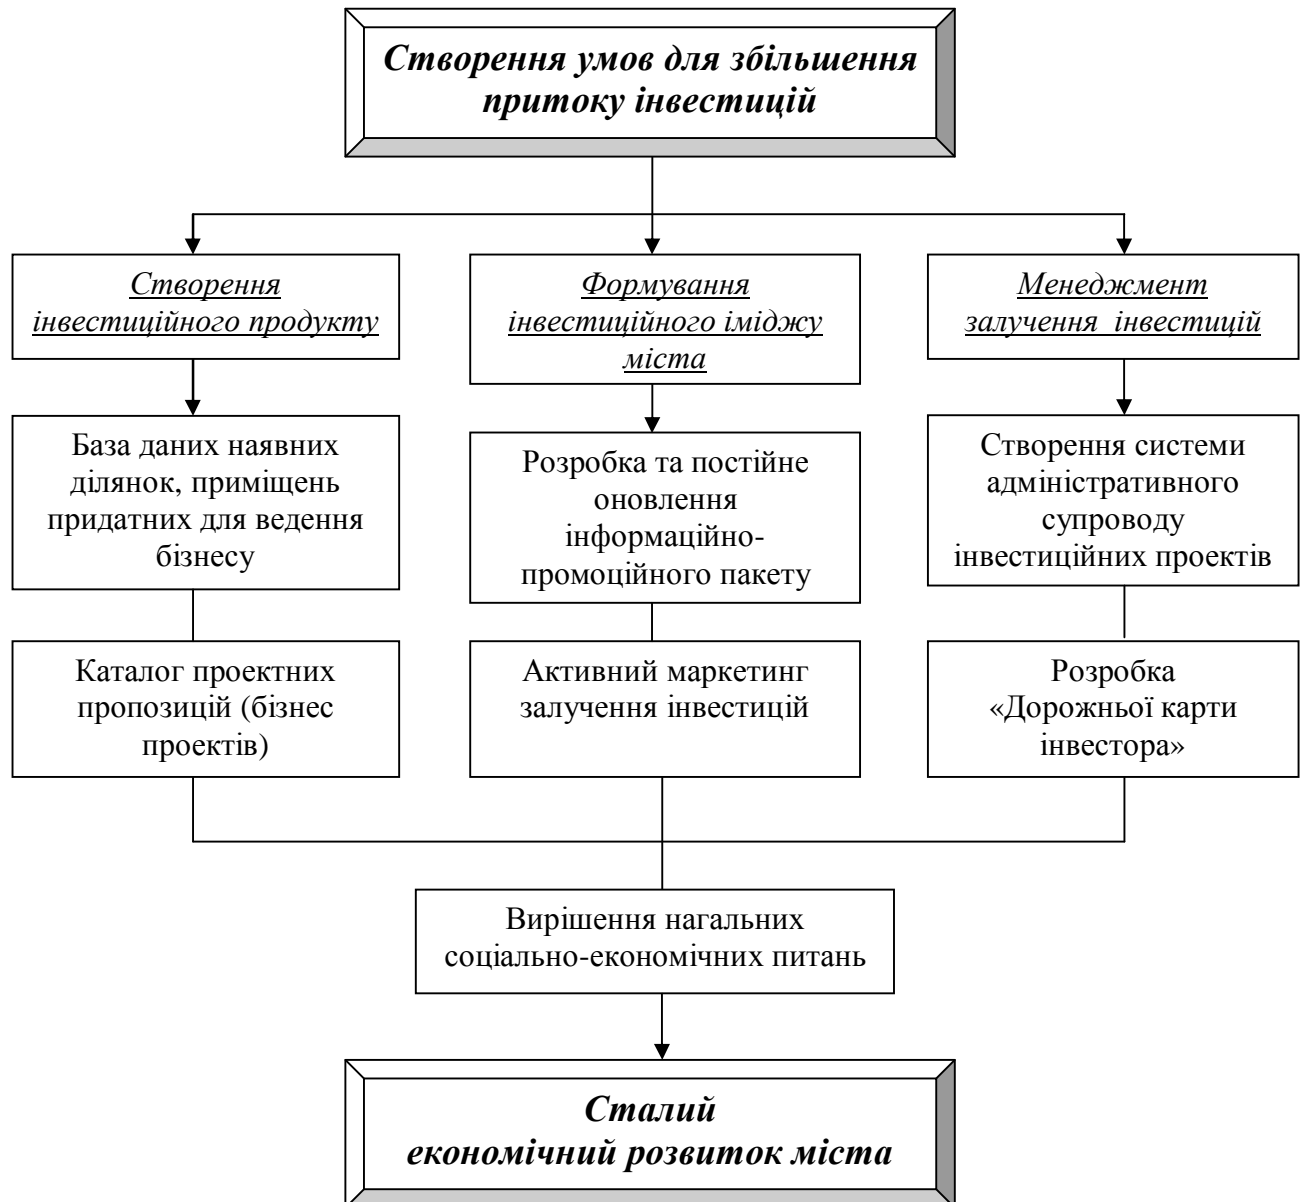 Створення умов для збільшення
притоку інвестицій
Створення
інвестиційного продукту
Формування
інвестиційного іміджу
міста
Менеджмент
залучення інвестицій
База даних наявних
ділянок, приміщень
придатних для ведення
бізнесу
Розробка та постійне
оновлення
інформаційно-
промоційного пакету
Створення системи
адміністративного
супроводу
інвестиційних проектів
Каталог проектних
пропозицій (бізнес
проектів)
Активний маркетинг
залучення інвестицій
Розробка
«Дорожньої карти
інвестора»
Вирішення нагальних
соціально-економічних питань
Сталий
економічний розвиток міста